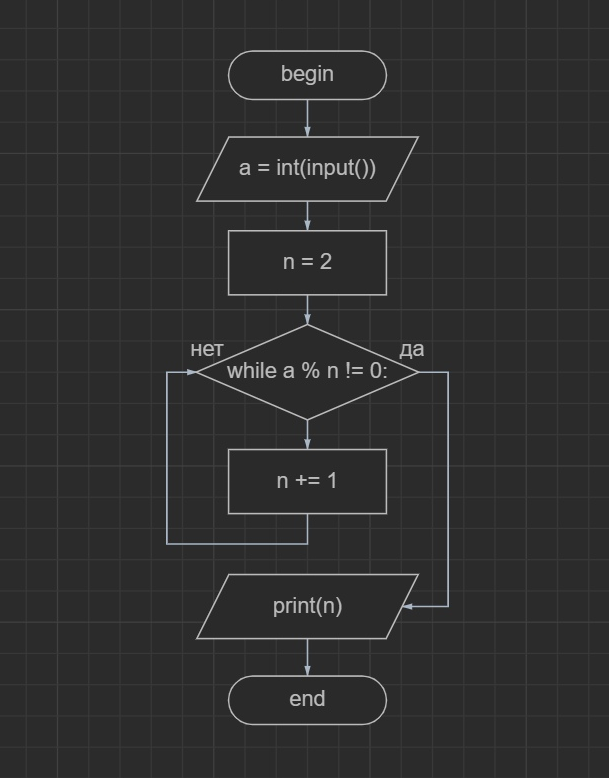 begin
a = int(input())
n = 2
нет
да
while a % n != 0:
n += 1
print(n)
end